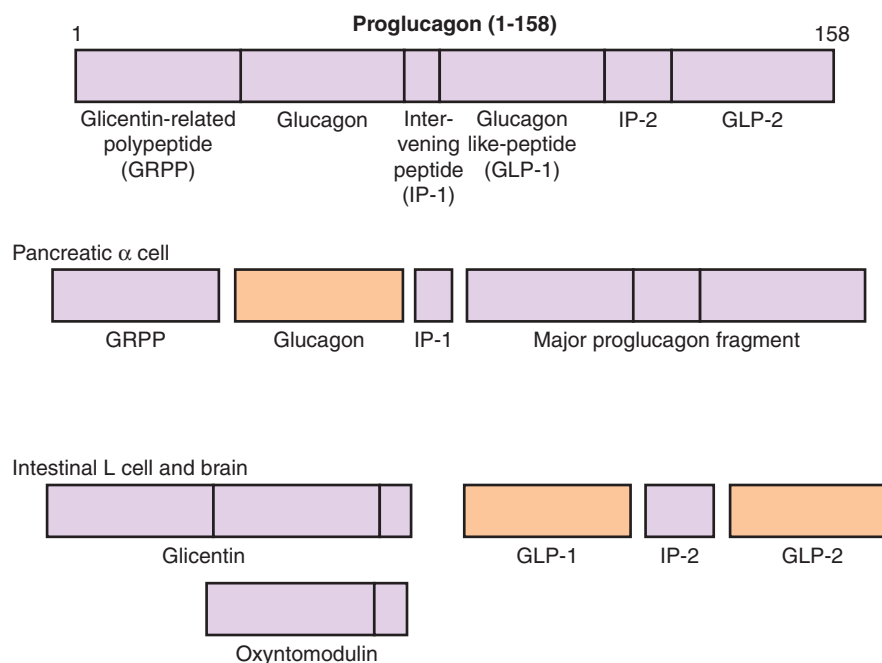 Proglucagon (1-158)
1 158
Glicentin-related polypeptide (GRPP)
Glucagon
Inter-
vening
peptide
(IP-1)
Glucagon
like-peptide
(GLP-1)
IP-2
GLP-2
Pancreatic α cell
GRPP
Glucagon
IP-1
Major proglucagon fragment
Intestinal L cell and brain
Glicentin
GLP-1
IP-2
GLP-2
Oxyntomodulin